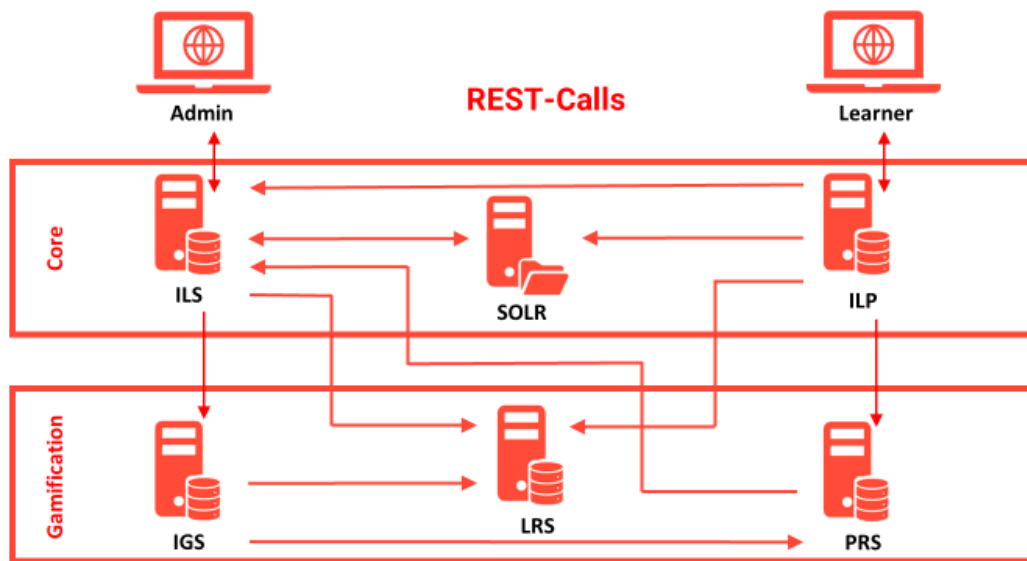 Admin
REST-Calls
Learner
Core
ILS
SOLR
ILP
Gamification
IGS
LRS
PRS